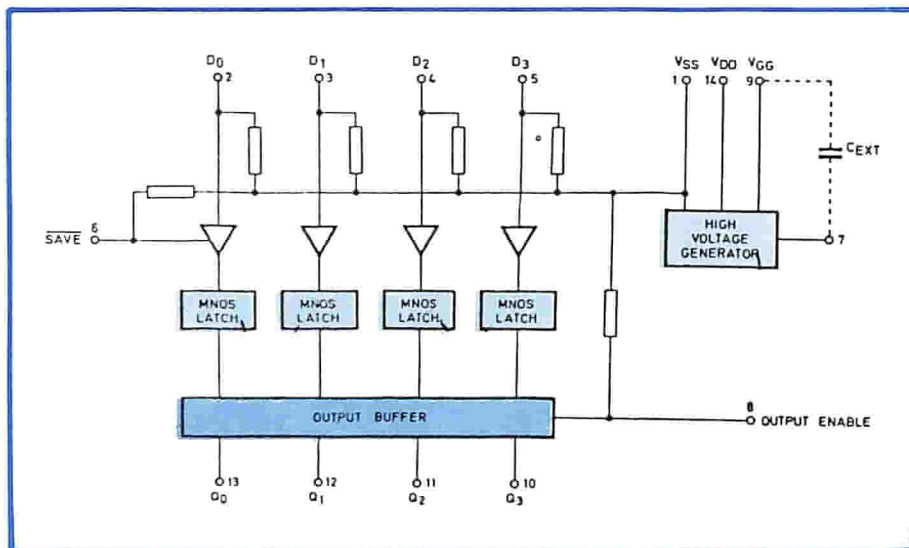 D0 D1 D2 D3 VSS VDD VGG
2 3 4 5 1 14 9
CEXT
SAVE 6
HIGH
VOLTAGE
GENERATOR
7
MNOS
LATCH
MNOS
LATCH
MNOS
LATCH
MNOS
LATCH
OUTPUT BUFFER
8
OUTPUT ENABLE
13 12 11 10
Q0 Q1 Q2 Q3